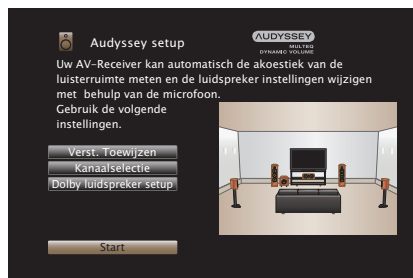 Audyssey setup
AUDYSSEY
MULTEQ
DYNAMIC VOLUME
Uw AV-Receiver kan automatisch de akoestiek van de
luisterruimte meten en de luidspreker instellingen wijzigen
met behulp van de microfoon.
Gebruik de volgende
instellingen.
Verst. Toewijzen
Kanaalselectie
Dolby luidspreker setup
Start